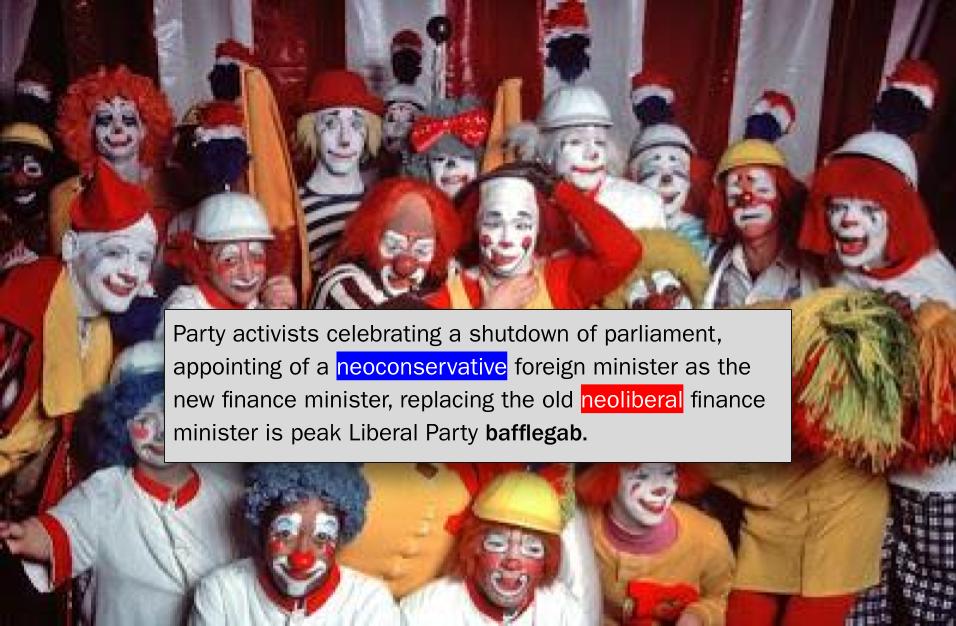 Party activists celebrating a shutdown of parliament,
appointing of a neoconservative foreign minister as the
new finance minister, replacing the old neoliberal finance
minister is peak Liberal Party bafflegab.